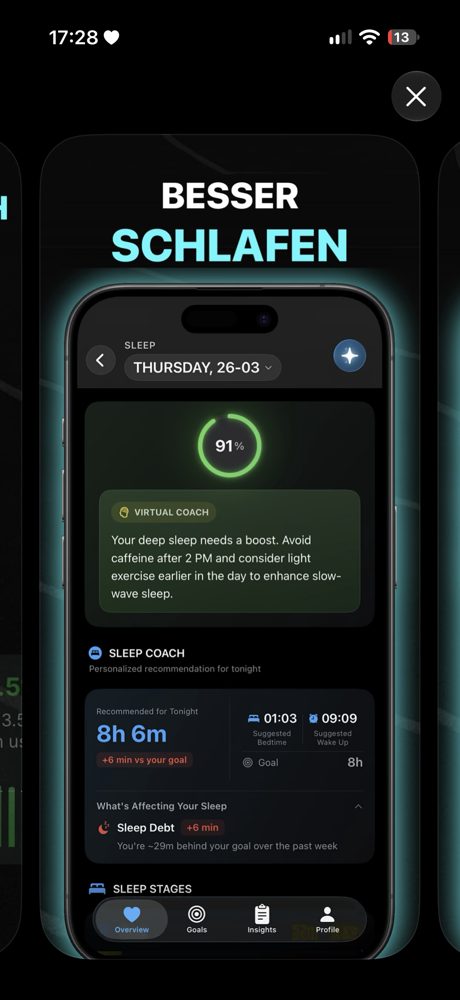 17:28
13
H
BESSER
SCHLAFEN
SLEEP
THURSDAY, 26-03
91%
VIRTUAL COACH
Your deep sleep needs a boost. Avoid
caffeine after 2 PM and consider light
exercise earlier in the day to enhance slow-
wave sleep.
SLEEP COACH
Personalized recommendation for tonight
.5
3.5
n us
Recommended for Tonight
8h 6m
+6 min vs your goal
01:03
Suggested
Bedtime
09:09
Suggested
Wake Up
Goal
8h
What's Affecting Your Sleep
Sleep Debt
+6 min
You're ~29m behind your goal over the past week
SLEEP STAGES
Overview
Goals
Insights
Profile